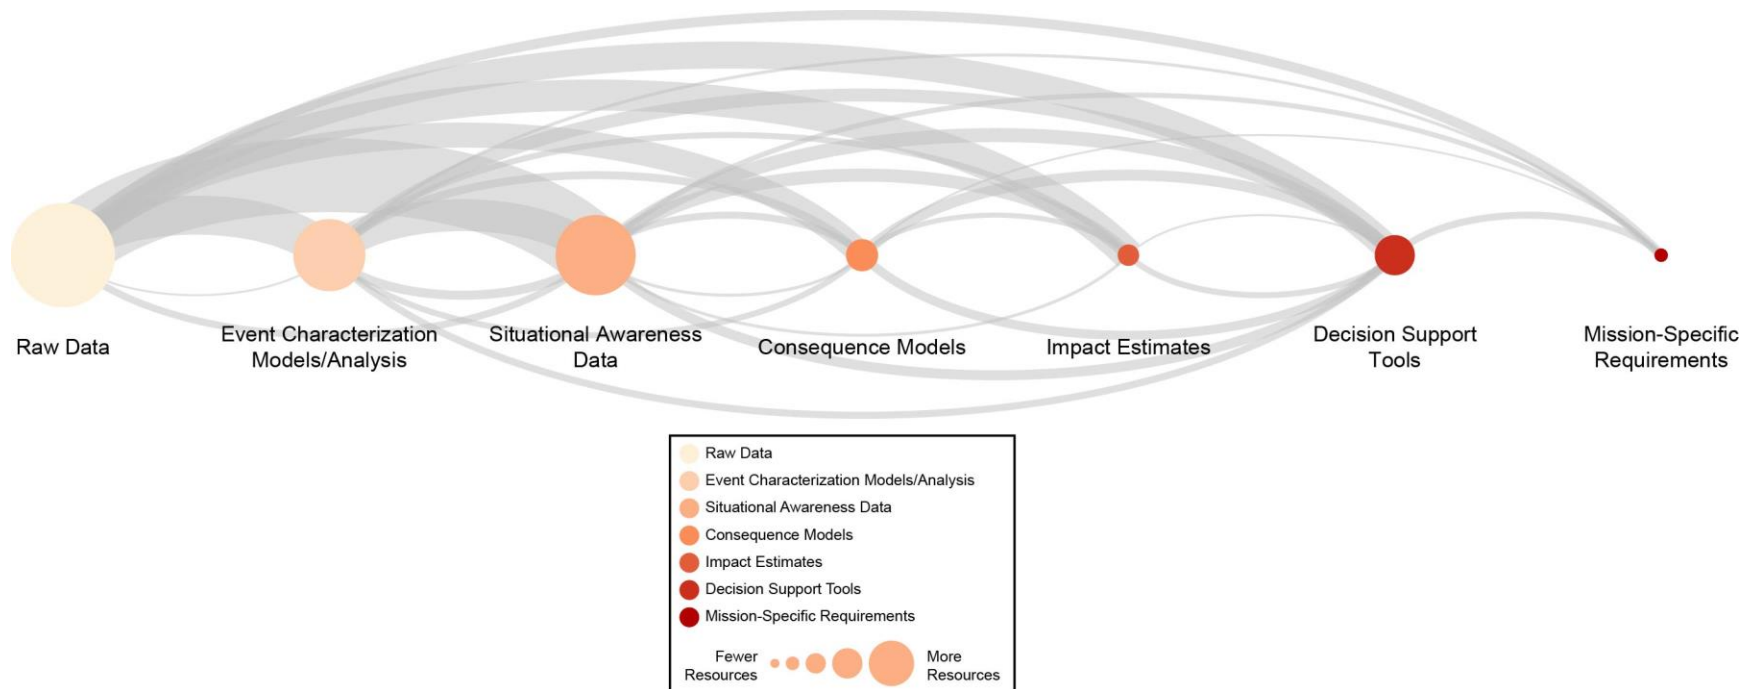 Raw Data
Event Characterization
Models/Analysis
Situational Awareness
Data
Consequence Models
Impact Estimates
Decision Support
Tools
Mission-Specific
Requirements
Raw Data
Event Characterization Models/Analysis
Situational Awareness Data
Consequence Models
Impact Estimates
Decision Support Tools
Mission-Specific Requirements
Fewer
Resources
More
Resources